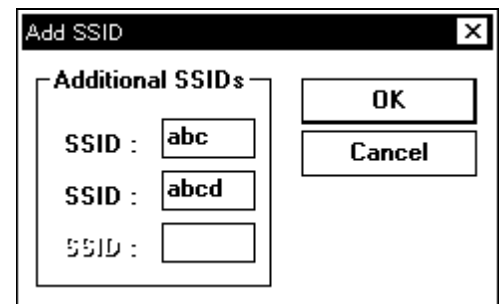 Add SSID
Additional SSIDs
SSID : abc
SSID : abcd
SSID :
OK
Cancel